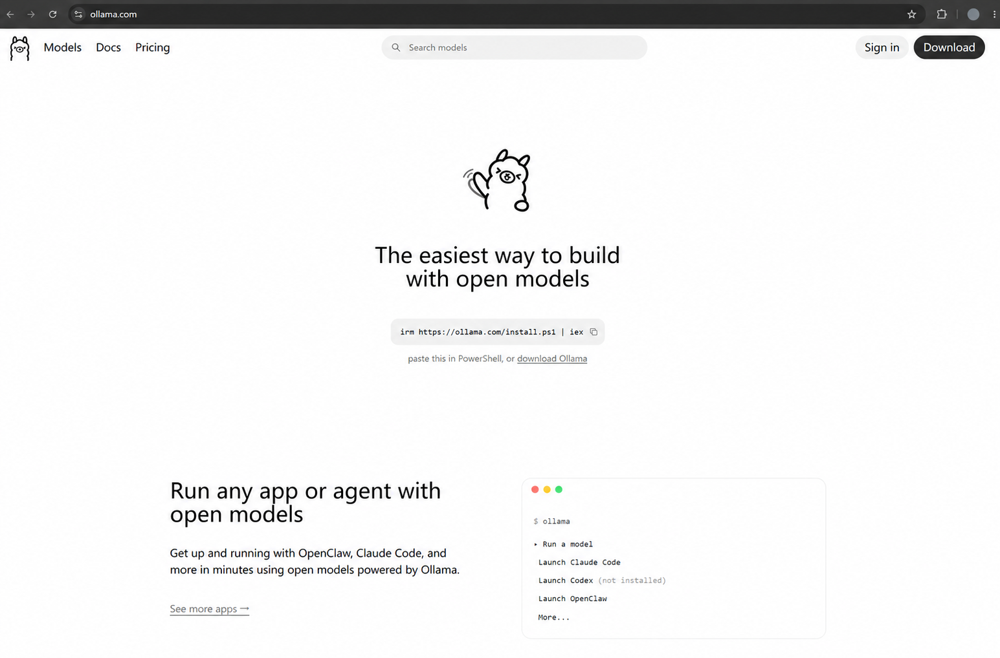 ollama.com
Models Docs Pricing
Search models
Sign in Download
The easiest way to build
with open models
irm https://ollama.com/install.ps1 | iex
paste this in PowerShell, or download Ollama
Run any app or agent with
open models
Get up and running with OpenClaw, Claude Code, and
more in minutes using open models powered by Ollama.
See more apps →
$ ollama
▸ Run a model
Launch Claude Code
Launch Codex (not installed)
Launch OpenClaw
More...